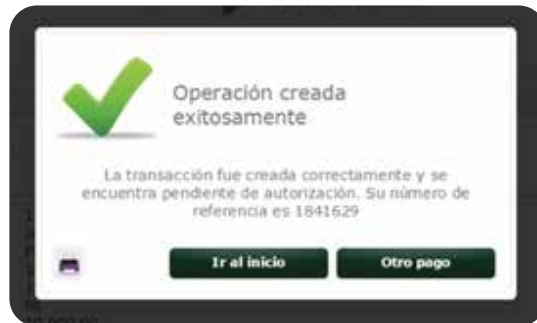 Operación creada
exitosamente
La transacción fue creada correctamente y se
encuentra pendiente de autorización. Su número de
referencia es 1841629
Ir al inicio
Otro pago